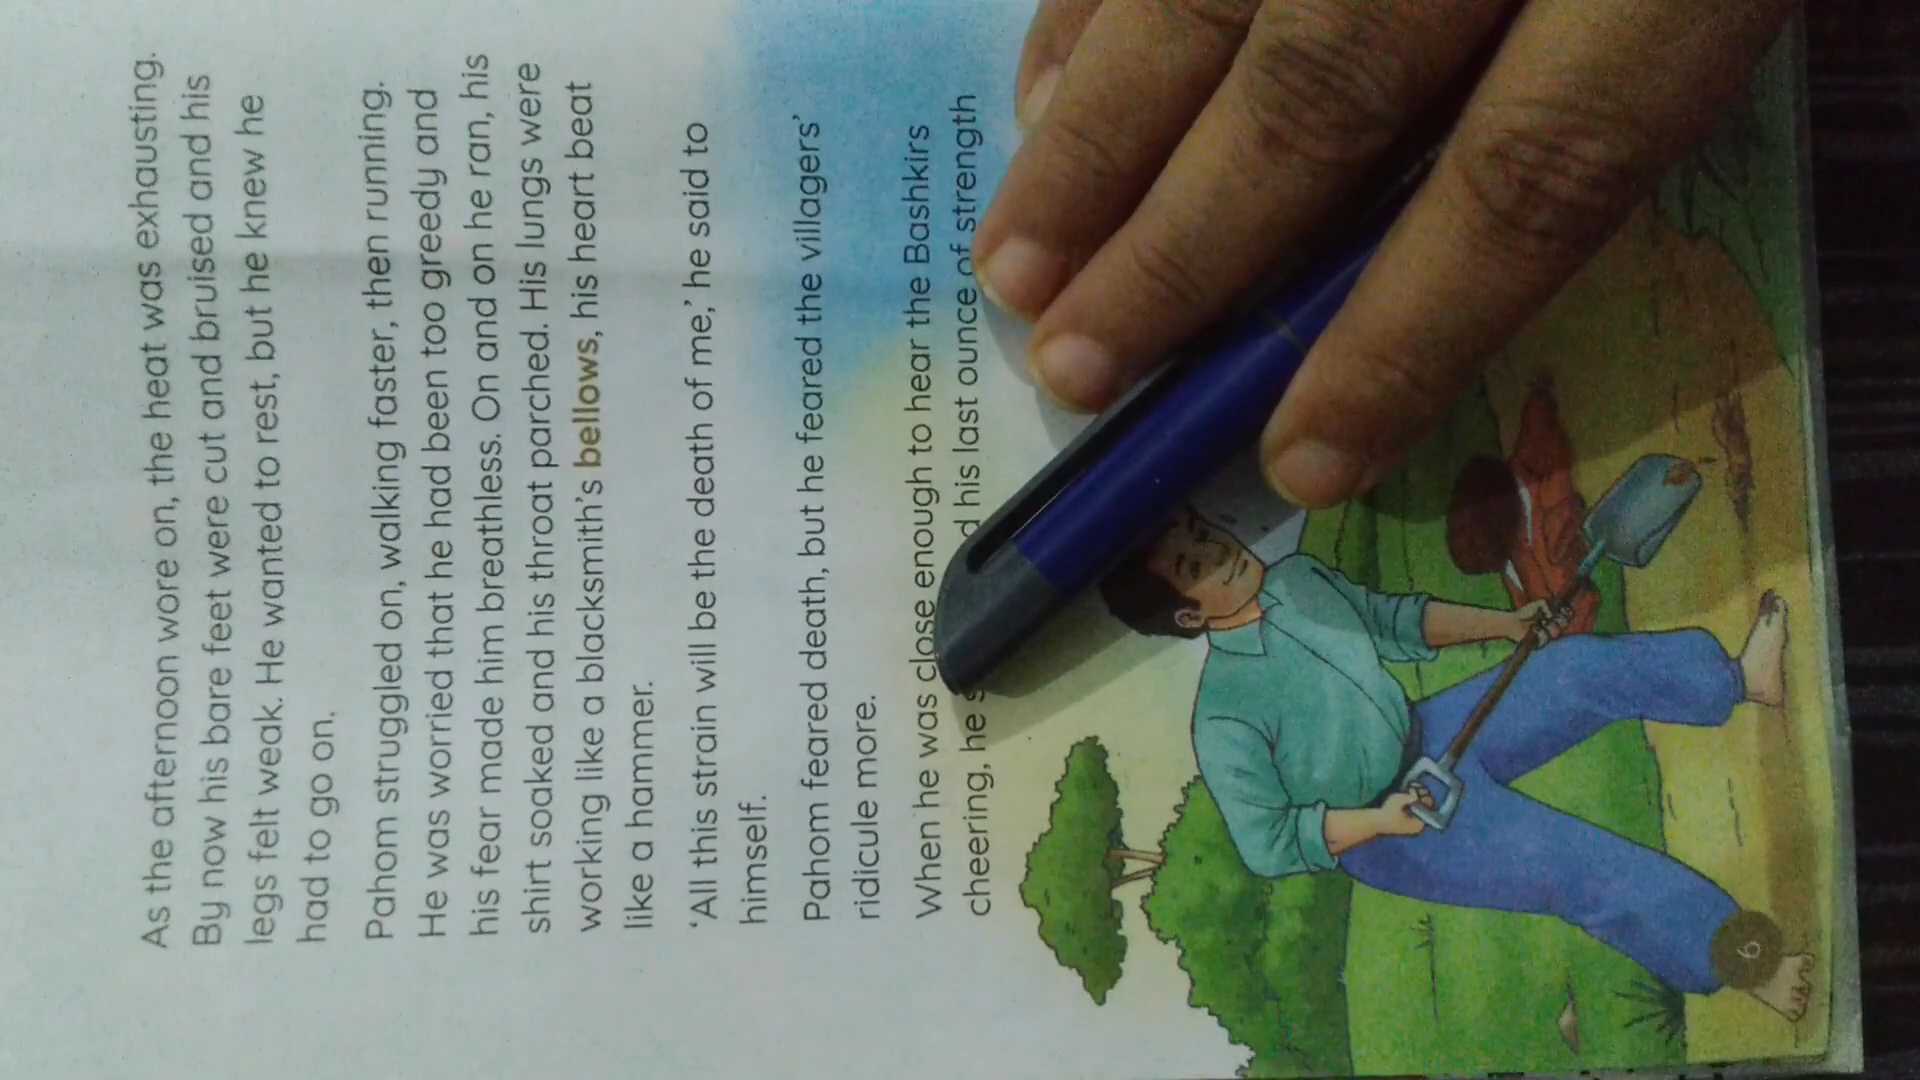 As the afternoon wore on, the heat was exhausting.
By now his bare feet were cut and bruised and his
legs felt weak. He wanted to rest, but he knew he
had to go on.
Pahom struggled on, walking faster, then running.
He was worried that he had been too greedy and
his fear made him breathless. On and on he ran, his
shirt soaked and his throat parched. His lungs were
working like a blacksmith’s bellows, his heart beat
like a hammer.
‘All this strain will be the death of me,’ he said to
himself.
Pahom feared death, but he feared the villagers’
ridicule more.
When he was close enough to hear the Bashkirs
cheering, he his last ounce of strength
6